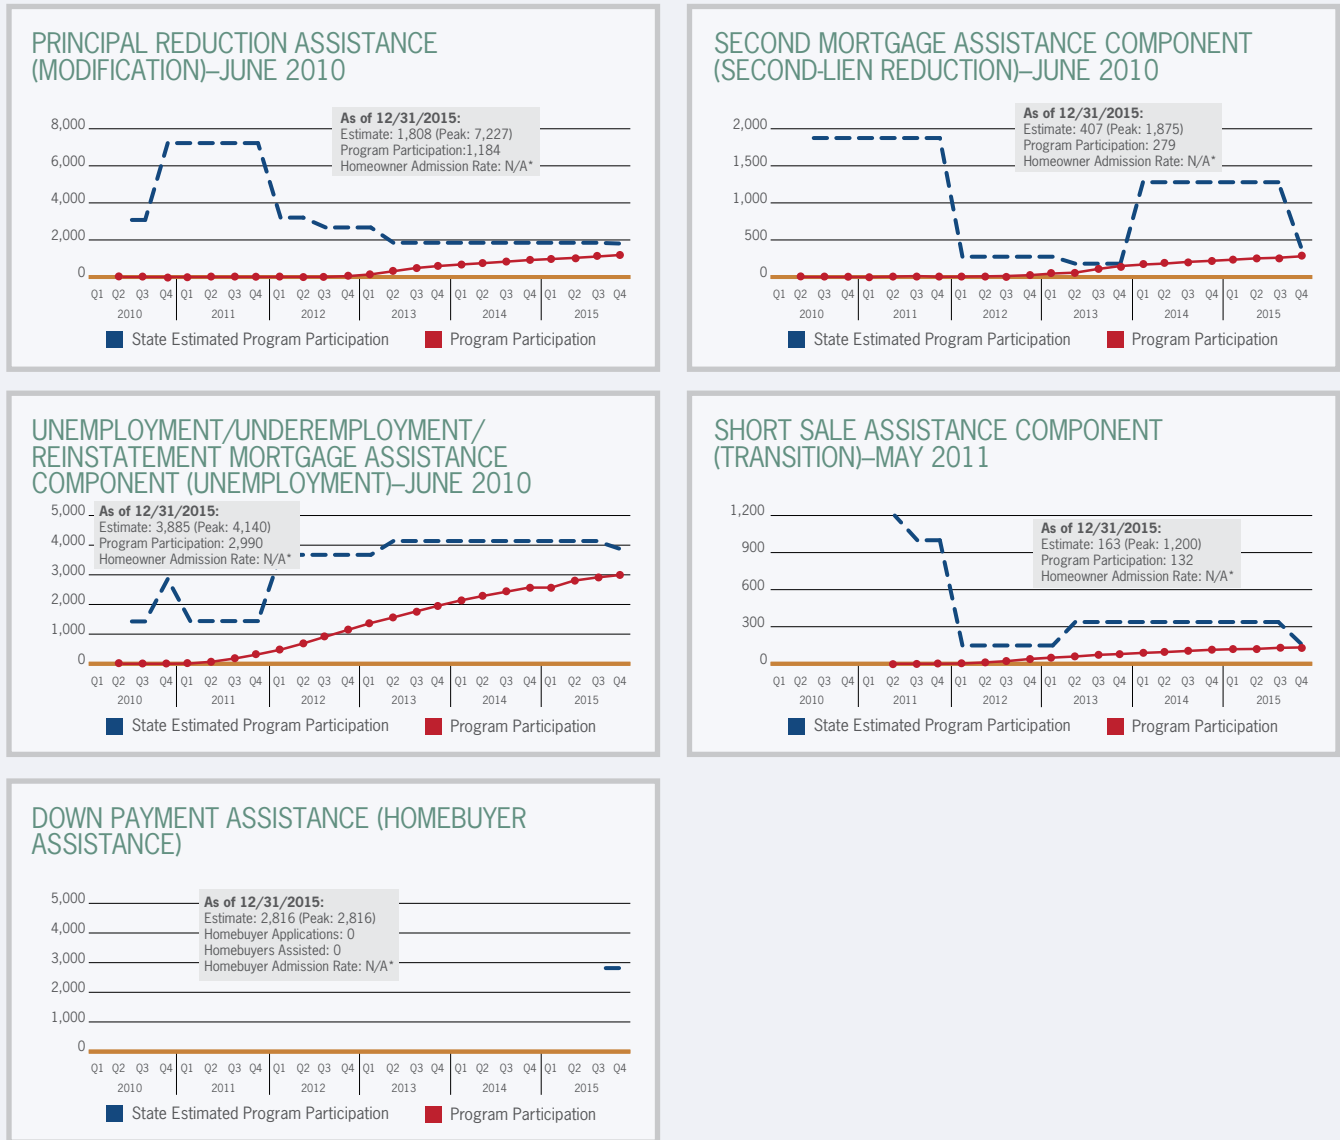 PRINCIPAL REDUCTION ASSISTANCE
(MODIFICATION)–JUNE 2010
As of 12/31/2015:
Estimate: 1,808 (Peak: 7,227)
Program Participation:1,184
Homeowner Admission Rate: N/A*
8,000
6,000
4,000
2,000
0
Q1 Q2 Q3 Q4 Q1 Q2 Q3 Q4 Q1 Q2 Q3 Q4 Q1 Q2 Q3 Q4 Q1 Q2 Q3 Q4 Q1 Q2 Q3 Q4
2010 2011 2012 2013 2014 2015
State Estimated Program Participation Program Participation
SECOND MORTGAGE ASSISTANCE COMPONENT
(SECOND-LIEN REDUCTION)–JUNE 2010
As of 12/31/2015:
Estimate: 407 (Peak: 1,875)
Program Participation: 279
Homeowner Admission Rate: N/A*
2,000
1,500
1,000
500
0
Q1 Q2 Q3 Q4 Q1 Q2 Q3 Q4 Q1 Q2 Q3 Q4 Q1 Q2 Q3 Q4 Q1 Q2 Q3 Q4 Q1 Q2 Q3 Q4
2010 2011 2012 2013 2014 2015
State Estimated Program Participation Program Participation
UNEMPLOYMENT/UNDEREMPLOYMENT/
REINSTATEMENT MORTGAGE ASSISTANCE
COMPONENT (UNEMPLOYMENT)–JUNE 2010
As of 12/31/2015:
Estimate: 3,885 (Peak: 4,140)
Program Participation: 2,990
Homeowner Admission Rate: N/A*
5,000
4,000
3,000
2,000
1,000
0
Q1 Q2 Q3 Q4 Q1 Q2 Q3 Q4 Q1 Q2 Q3 Q4 Q1 Q2 Q3 Q4 Q1 Q2 Q3 Q4 Q1 Q2 Q3 Q4
2010 2011 2012 2013 2014 2015
State Estimated Program Participation Program Participation
SHORT SALE ASSISTANCE COMPONENT
(TRANSITION)–MAY 2011
As of 12/31/2015:
Estimate: 163 (Peak: 1,200)
Program Participation: 132
Homeowner Admission Rate: N/A*
1,200
900
600
300
0
Q1 Q2 Q3 Q4 Q1 Q2 Q3 Q4 Q1 Q2 Q3 Q4 Q1 Q2 Q3 Q4 Q1 Q2 Q3 Q4 Q1 Q2 Q3 Q4
2010 2011 2012 2013 2014 2015
State Estimated Program Participation Program Participation
DOWN PAYMENT ASSISTANCE (HOMEBUYER
ASSISTANCE)
As of 12/31/2015:
Estimate: 2,816 (Peak: 2,816)
Homebuyer Applications: 0
Homebuyers Assisted: 0
Homebuyer Admission Rate: N/A*
5,000
4,000
3,000
2,000
1,000
0
Q1 Q2 Q3 Q4 Q1 Q2 Q3 Q4 Q1 Q2 Q3 Q4 Q1 Q2 Q3 Q4 Q1 Q2 Q3 Q4 Q1 Q2 Q3 Q4
2010 2011 2012 2013 2014 2015
State Estimated Program Participation Program Participation